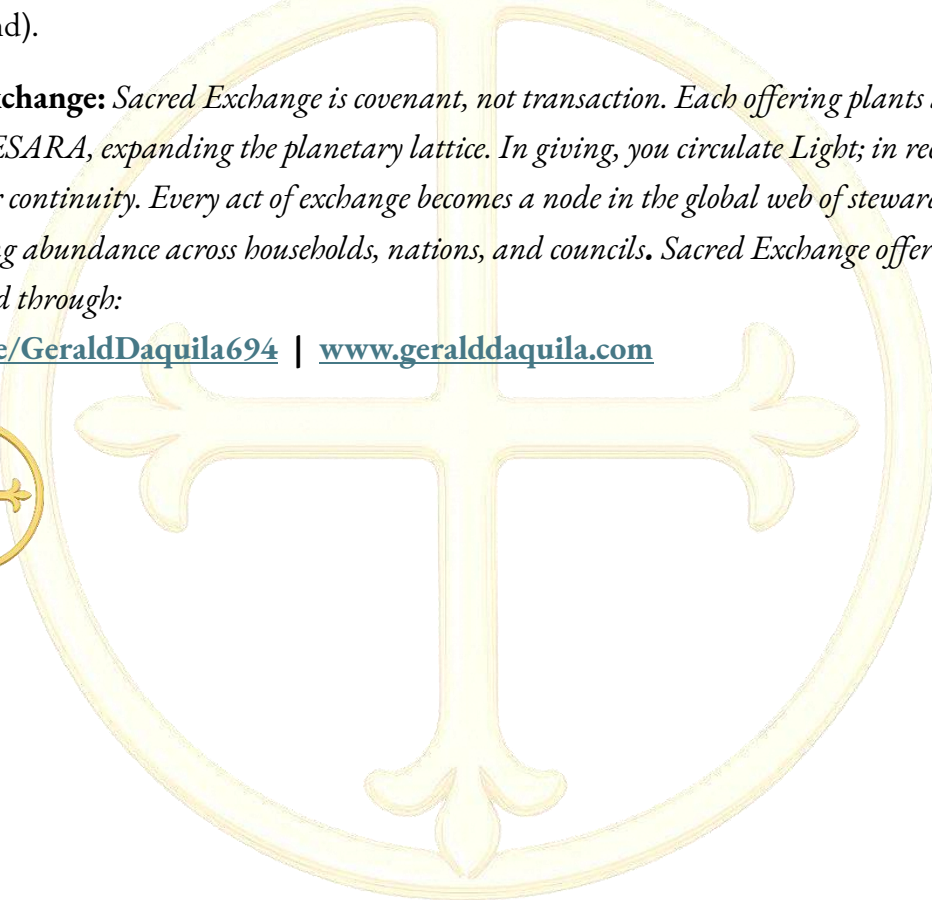 nd).
change: Sacred Exchange is covenant, not transaction. Each offering plants
ESARA, expanding the planetary lattice. In giving, you circulate Light; in rec
r continuity. Every act of exchange becomes a node in the global web of steward
ng abundance across households, nations, and councils. Sacred Exchange offer
d through:
e/GeraldDaquila694 | www.geralddaquila.com